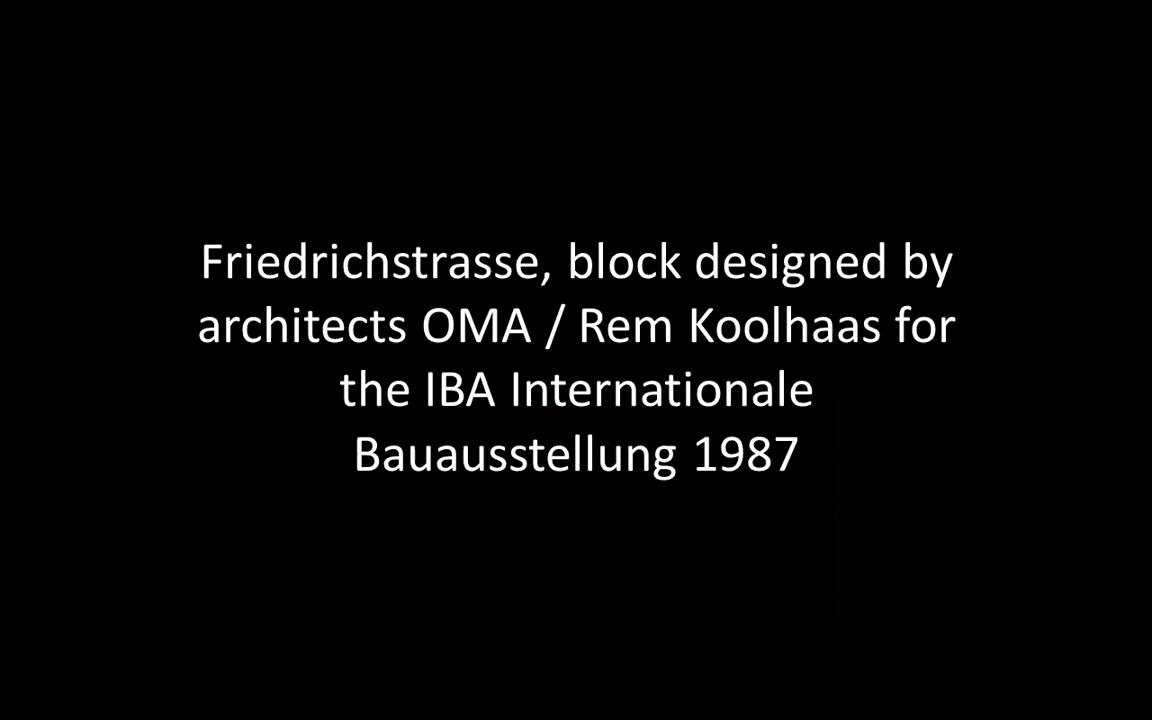 Friedrichstrasse, block designed by
architects OMA / Rem Koolhaas for
the IBA Internationale
Bauausstellung 1987